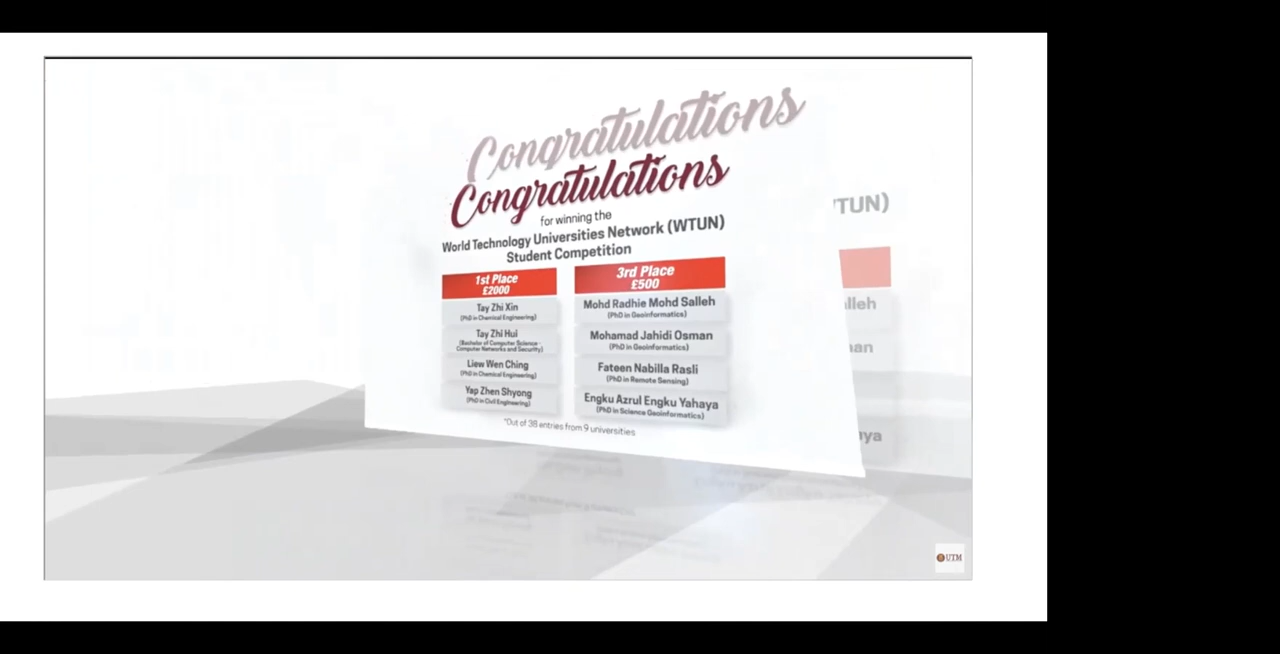 Congratulations
Congratulations
for winning the
World Technology Universities Network (WTUN)
Student Competition
1st Place
£2000
Tay Zhi Xin
(PhD in Chemical Engineering)
Tay Zhi Hui
(Bachelor of Computer Science -
Computer Networks and Security)
Liew Wen Ching
(PhD in Chemical Engineering)
Yap Zhen Shyong
(PhD in Civil Engineering)
3rd Place
£500
Mohd Radhie Mohd Salleh
(PhD in Geoinformatics)
Mohamad Jahidi Osman
(PhD in Geoinformatics)
Fateen Nabilla Rasli
(PhD in Remote Sensing)
Engku Azrul Engku Yahaya
(PhD in Science Geoinformatics)
*Out of 38 entries from 9 universities
UTM